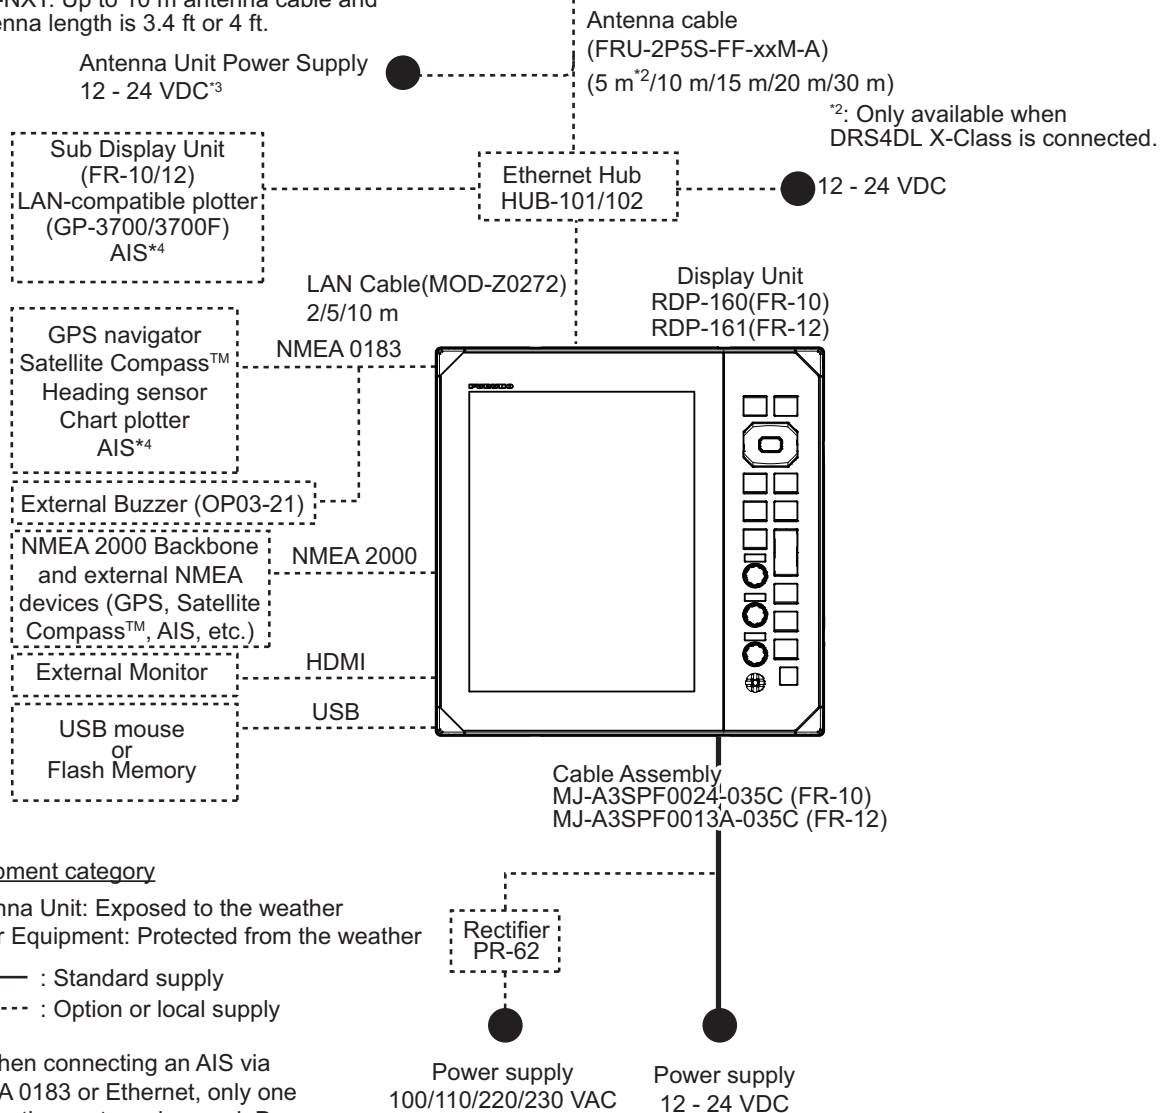 -NXT: Up to 10 m antenna cable and
enna length is 3.4 ft or 4 ft.
Antenna cable
(FRU-2P5S-FF-xxM-A)
(5 m*2/10 m/15 m/20 m/30 m)
Antenna Unit Power Supply
12 - 24 VDC*3
*2: Only available when
DRS4DL X-Class is connected.
Sub Display Unit
(FR-10/12)
LAN-compatible plotter
(GP-3700/3700F)
AIS*4
Ethernet Hub
HUB-101/102
12 - 24 VDC
LAN Cable(MOD-Z0272)
2/5/10 m
Display Unit
RDP-160(FR-10)
RDP-161(FR-12)
GPS navigator
Satellite Compass™
Heading sensor
Chart plotter
AIS*4
NMEA 0183
FURUNO
External Buzzer (OP03-21)
NMEA 2000 Backbone
and external NMEA
devices (GPS, Satellite
Compass™, AIS, etc.)
NMEA 2000
External Monitor
HDMI
USB mouse
or
Flash Memory
USB
Cable Assembly
MJ-A3SPF0024-035C (FR-10)
MJ-A3SPF0013A-035C (FR-12)
pment category
nna Unit: Exposed to the weather
r Equipment: Protected from the weather
: Standard supply
: Option or local supply
Rectifier
PR-62
hen connecting an AIS via
A 0183 or Ethernet, only one
Power supply
100/110/220/230 VAC
Power supply
12 - 24 VDC